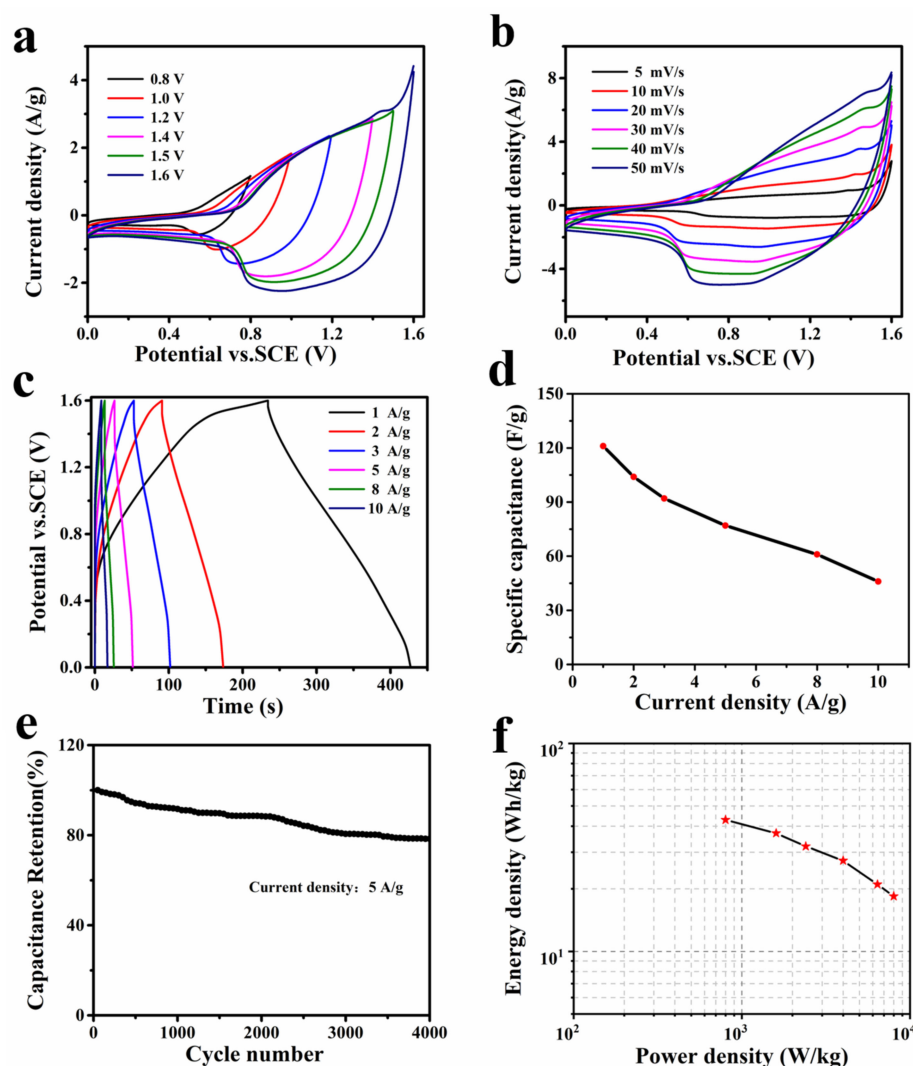 a
Current density (A/g)
4
2
0
-2
0.8 V
1.0 V
1.2 V
1.4 V
1.5 V
1.6 V
0.0 0.4 0.8 1.2 1.6
Potential vs.SCE (V)
b
Current density(A/g)
8
4
0
-4
5 mV/s
10 mV/s
20 mV/s
30 mV/s
40 mV/s
50 mV/s
0.0 0.4 0.8 1.2 1.6
Potential vs.SCE (V)
c
Potential vs.SCE (V)
1.6
1.2
0.8
0.4
0.0
1 A/g
2 A/g
3 A/g
5 A/g
8 A/g
10 A/g
0 100 200 300 400
Time (s)
d
Specific capacitance (F/g)
150
120
90
60
30
0
0 2 4 6 8 10
Current density (A/g)
e
Capacitance Retention(%)
120
80
40
0
Current density: 5 A/g
0 1000 2000 3000 4000
Cycle number
f
Energy density (Wh/kg)
10²
10¹
10² 10³ 10⁴
Power density (W/kg)